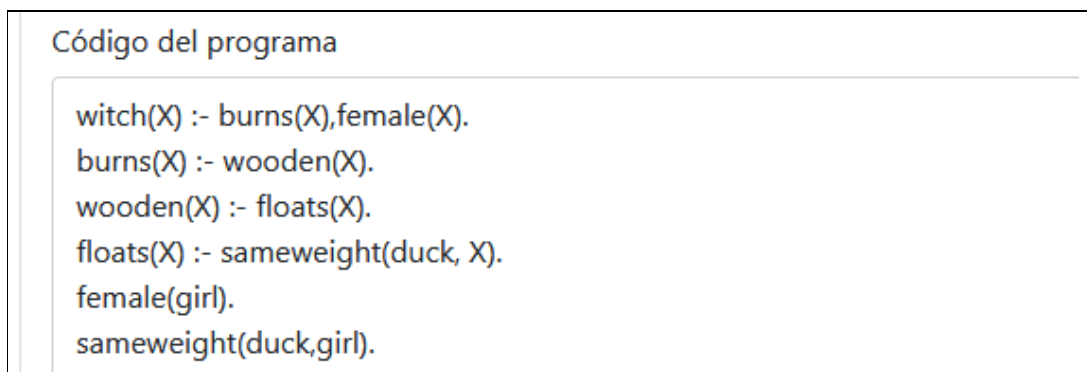 Código del programa
witch(X) :- burns(X),female(X).
burns(X) :- wooden(X).
wooden(X) :- floats(X).
floats(X) :- sameweight(duck, X).
female(girl).
sameweight(duck,girl).